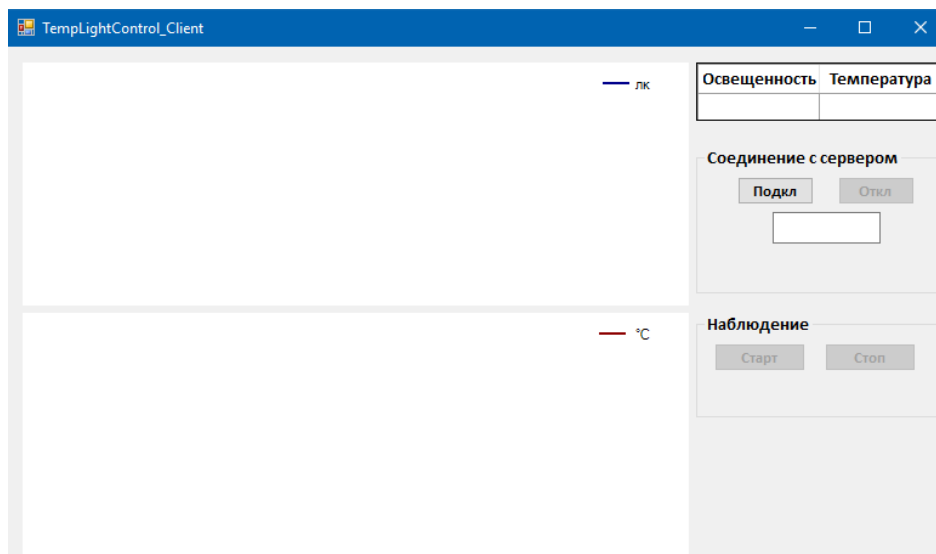 TempLightControl_Client
лк
Освещенность Температура
Соединение с сервером
Подкл Откл
°C
Наблюдение
Старт Стоп